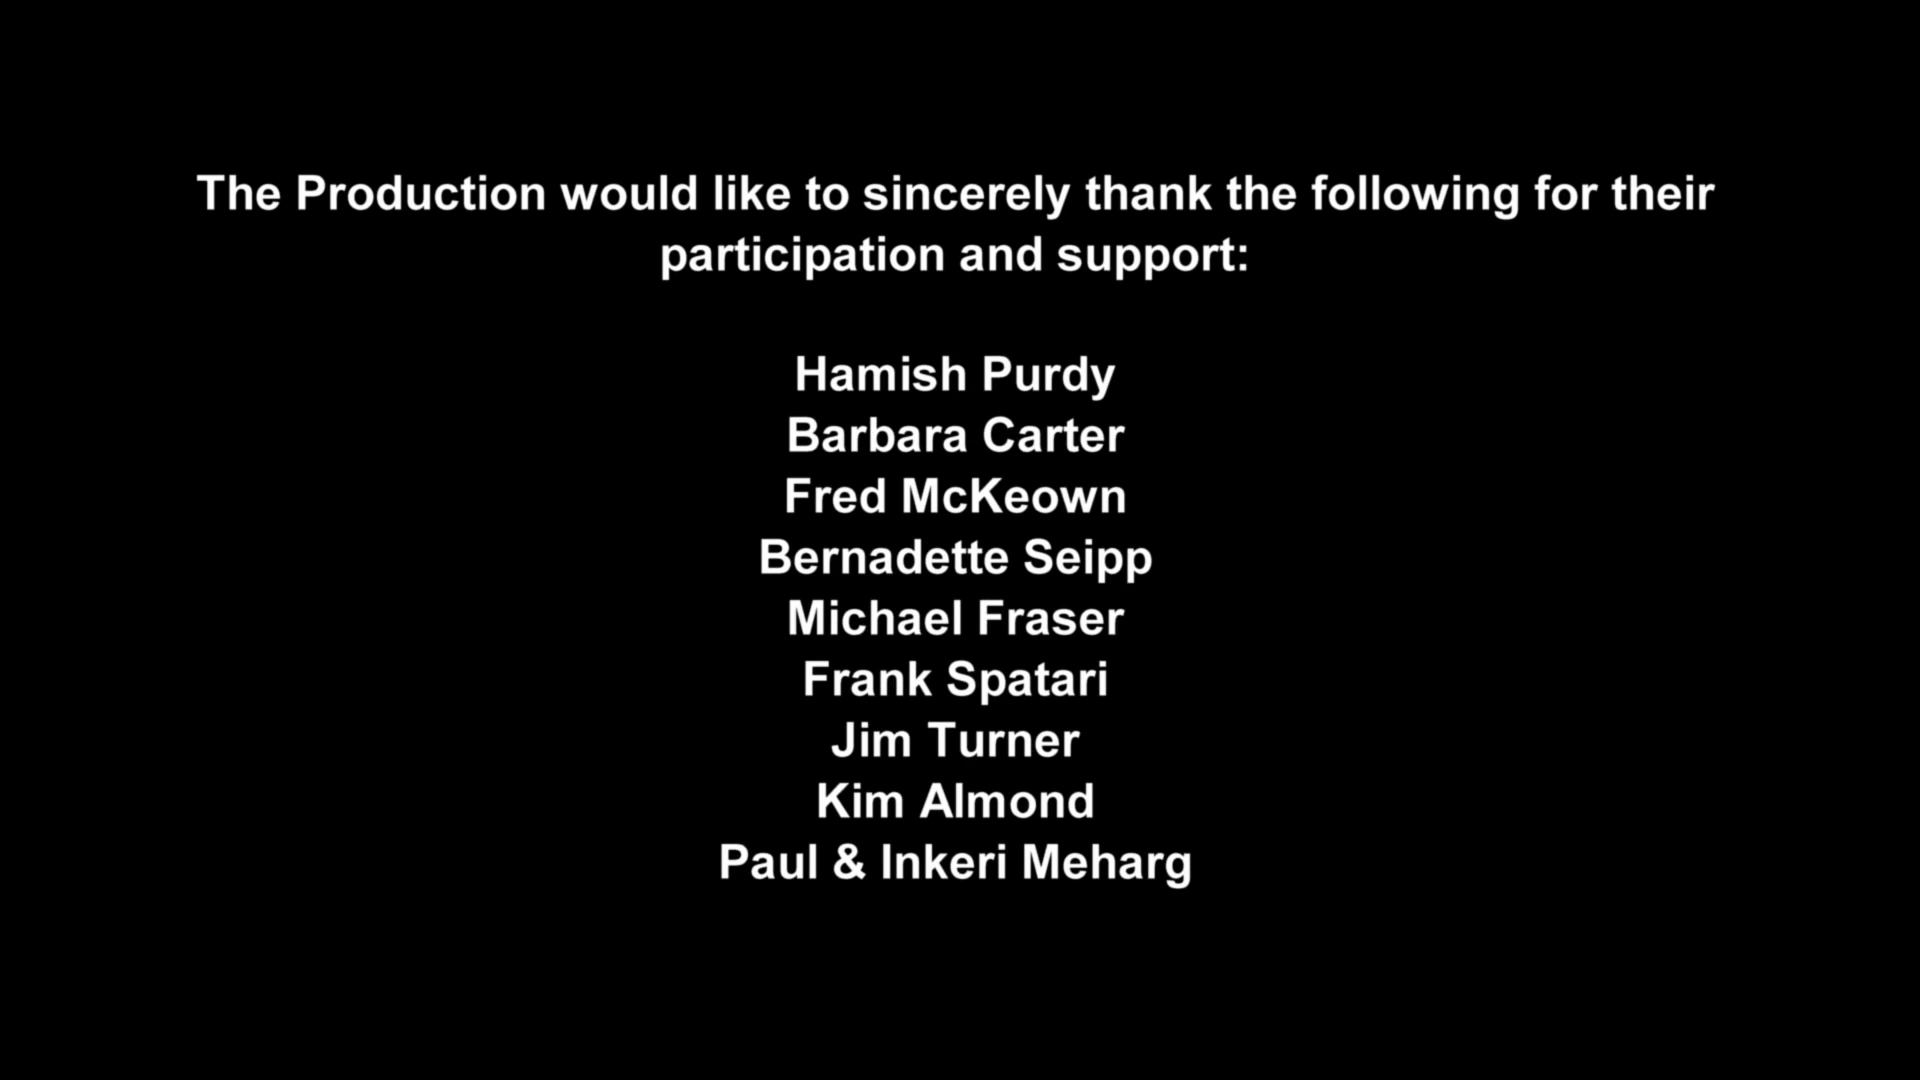 The Production would like to sincerely thank the following for their
participation and support:
Hamish Purdy
Barbara Carter
Fred McKeown
Bernadette Seipp
Michael Fraser
Frank Spatari
Jim Turner
Kim Almond
Paul & Inkeri Meharg